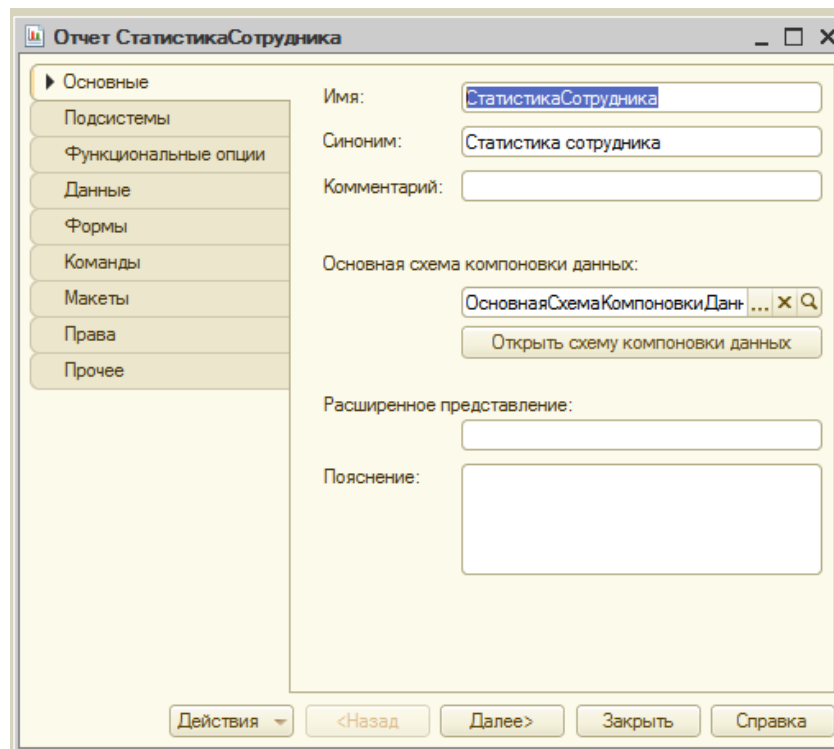 Отчет СтатистикаСотрудника
Основные
Подсистемы
Функциональные опции
Данные
Формы
Команды
Макеты
Права
Прочее
Имя: СтатистикаСотрудника
Синоним: Статистика сотрудника
Комментарий:
Основная схема компоновки данных:
ОсновнаяСхемаКомпоновкиДанн ...
Открыть схему компоновки данных
Расширенное представление:
Пояснение:
Действия <Назад Далее> Закрыть Справка